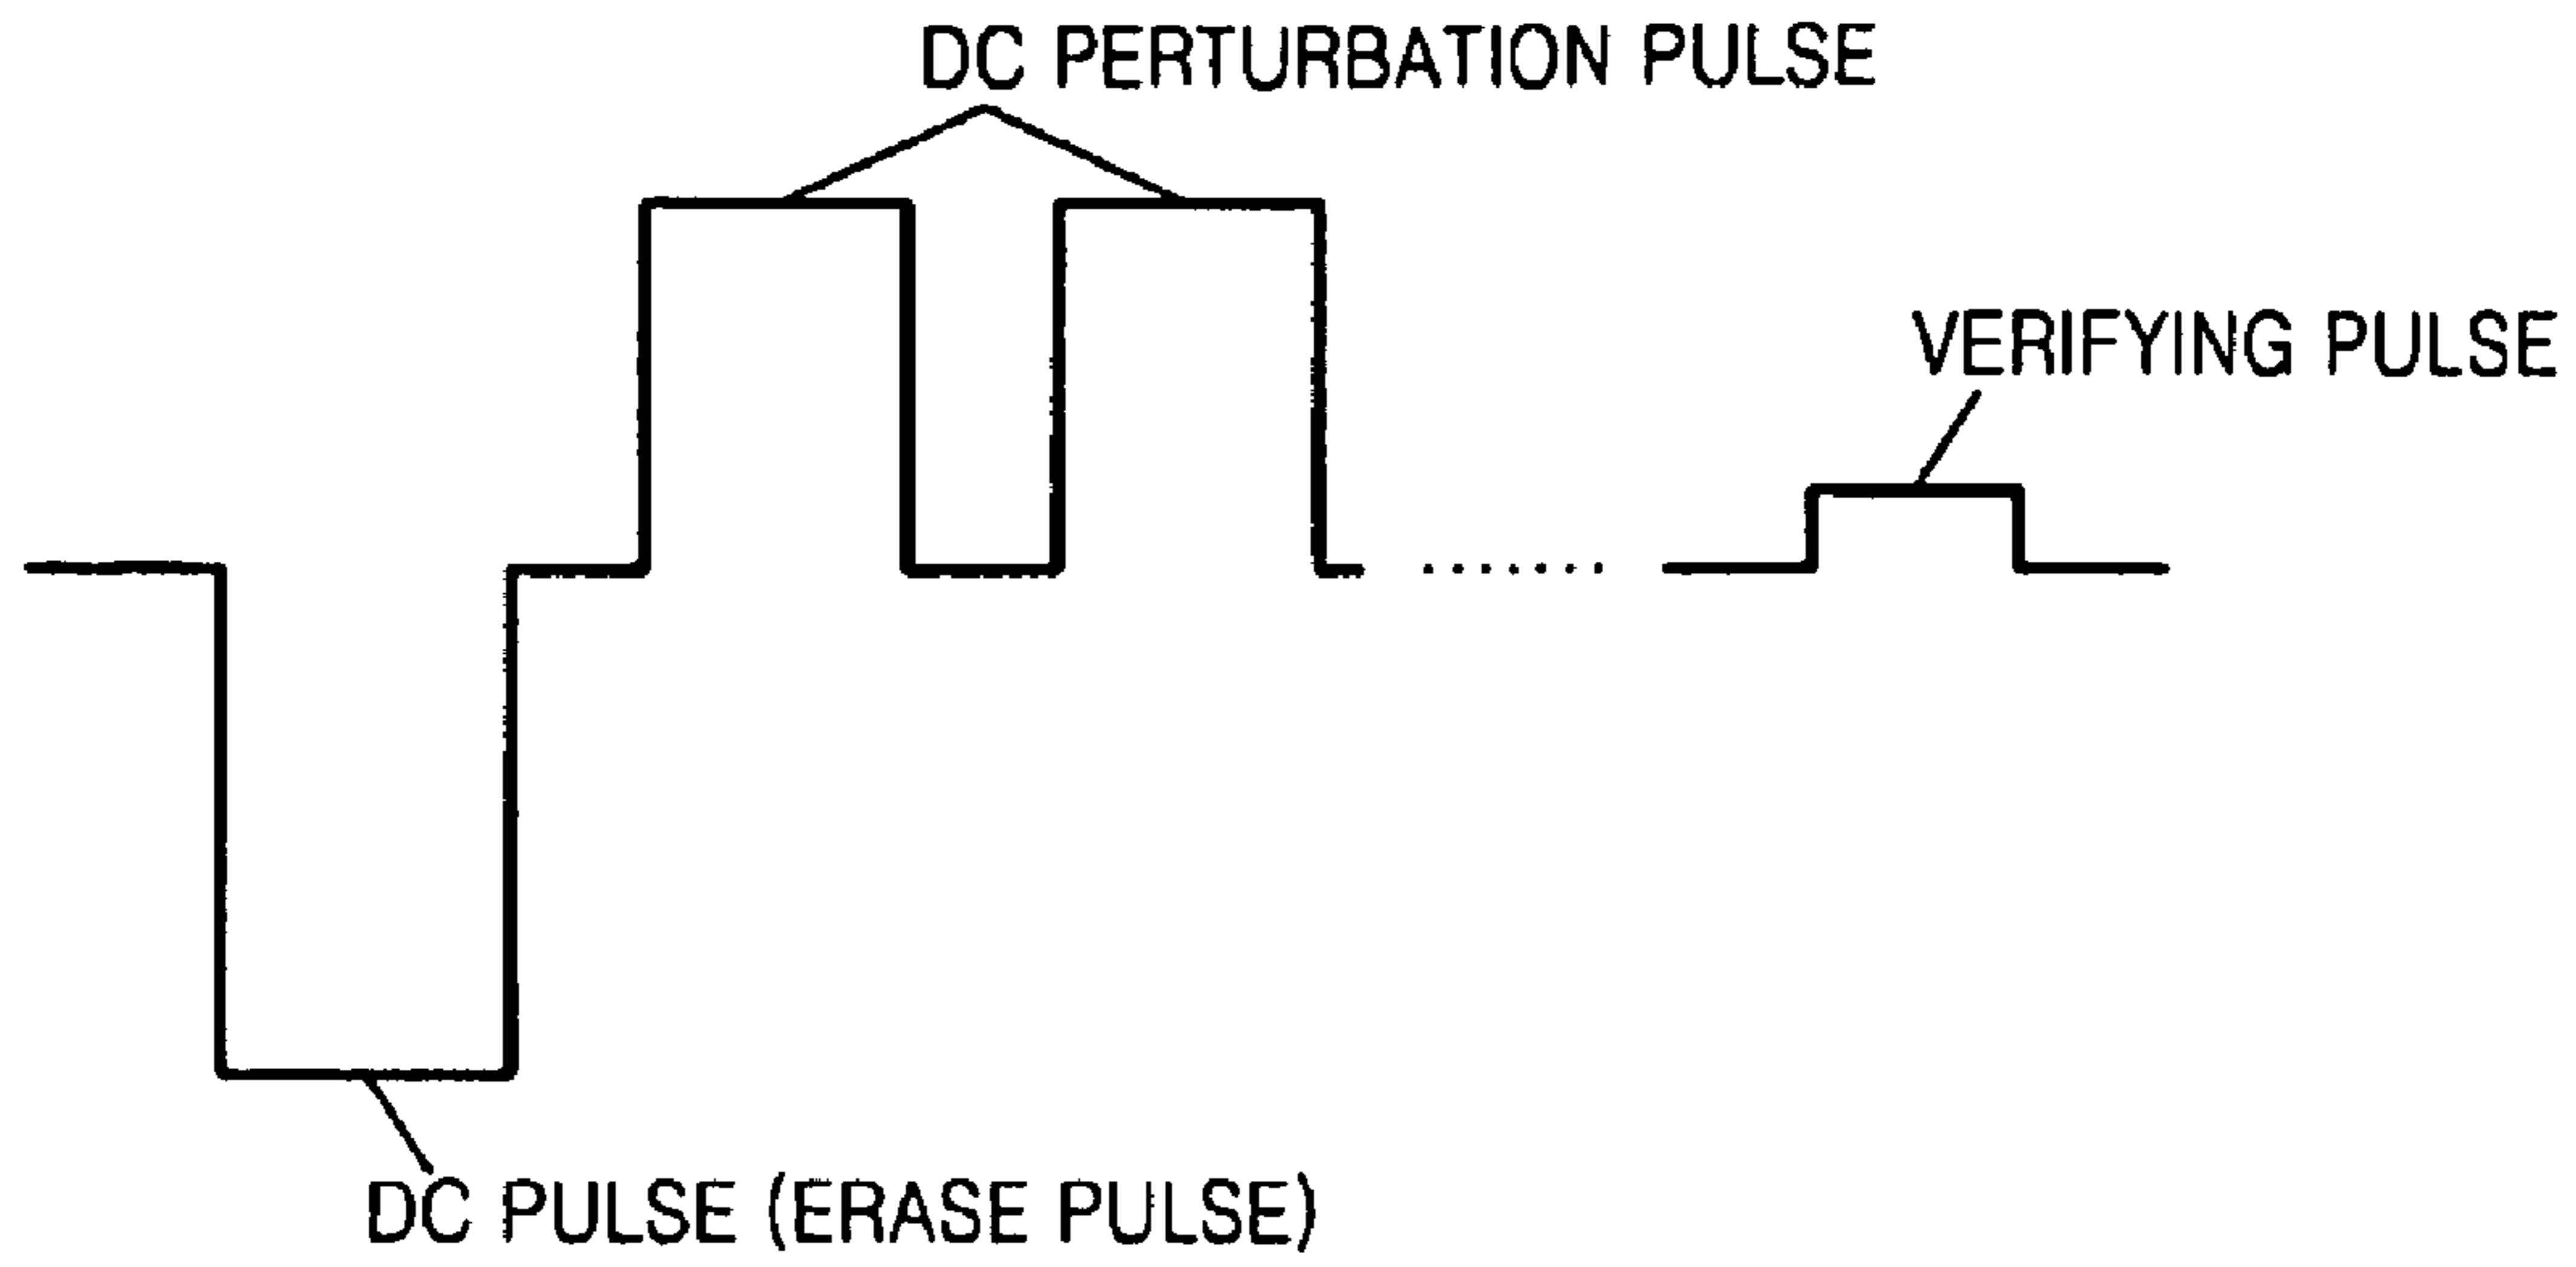 DC PERTURBATION PULSE
VERIFYING PULSE
DC PULSE (ERASE PULSE)